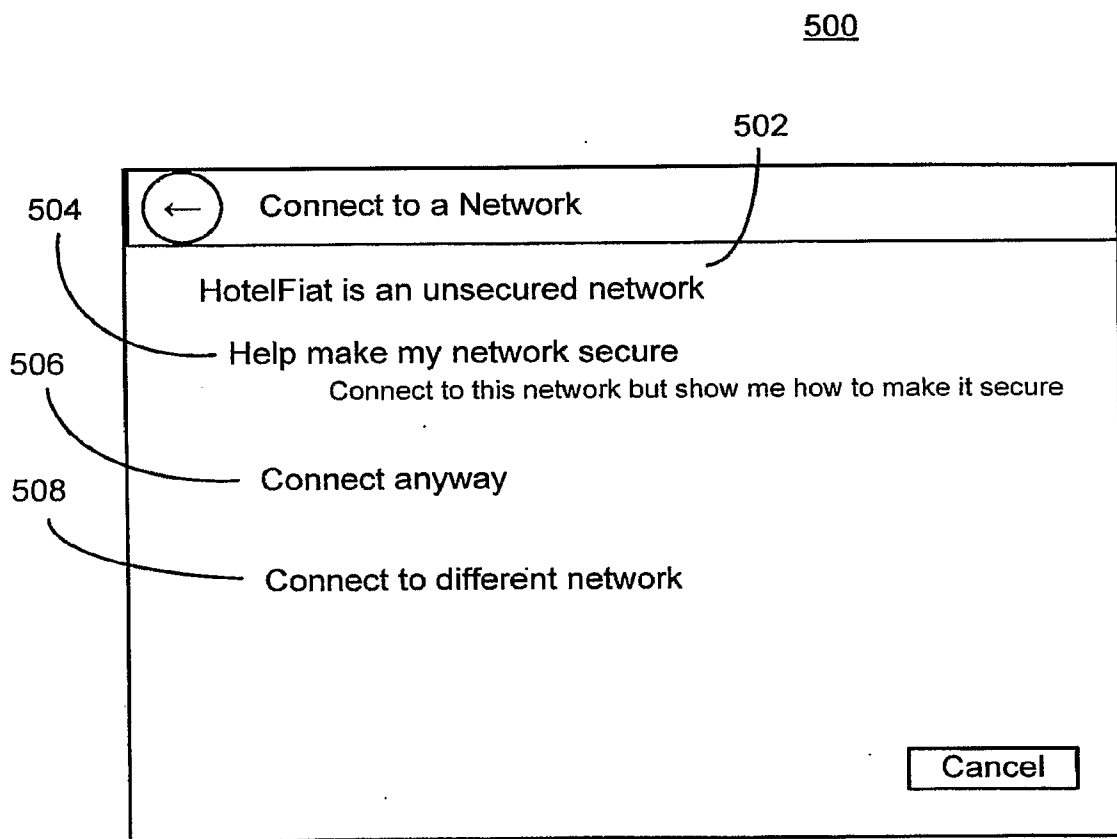 500
502
504
← Connect to a Network
HotelFiat is an unsecured network
Help make my network secure
506
Connect to this network but show me how to make it secure
Connect anyway
508
Connect to different network
Cancel